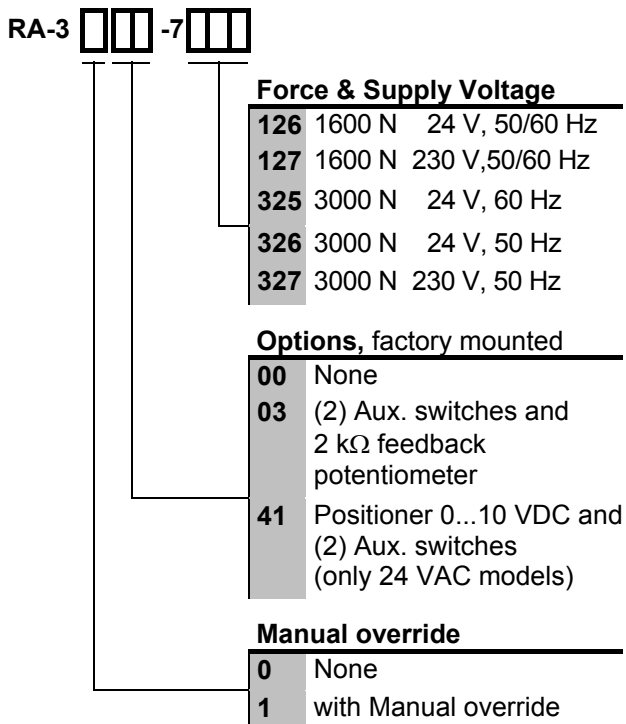 RA-3 -7
Force & Supply Voltage
126 1600 N 24 V, 50/60 Hz
127 1600 N 230 V,50/60 Hz
325 3000 N 24 V, 60 Hz
326 3000 N 24 V, 50 Hz
327 3000 N 230 V, 50 Hz
Options, factory mounted
00 None
03 (2) Aux. switches and
2 kΩ feedback
potentiometer
41 Positioner 0...10 VDC and
(2) Aux. switches
(only 24 VAC models)
Manual override
0 None
1 with Manual override